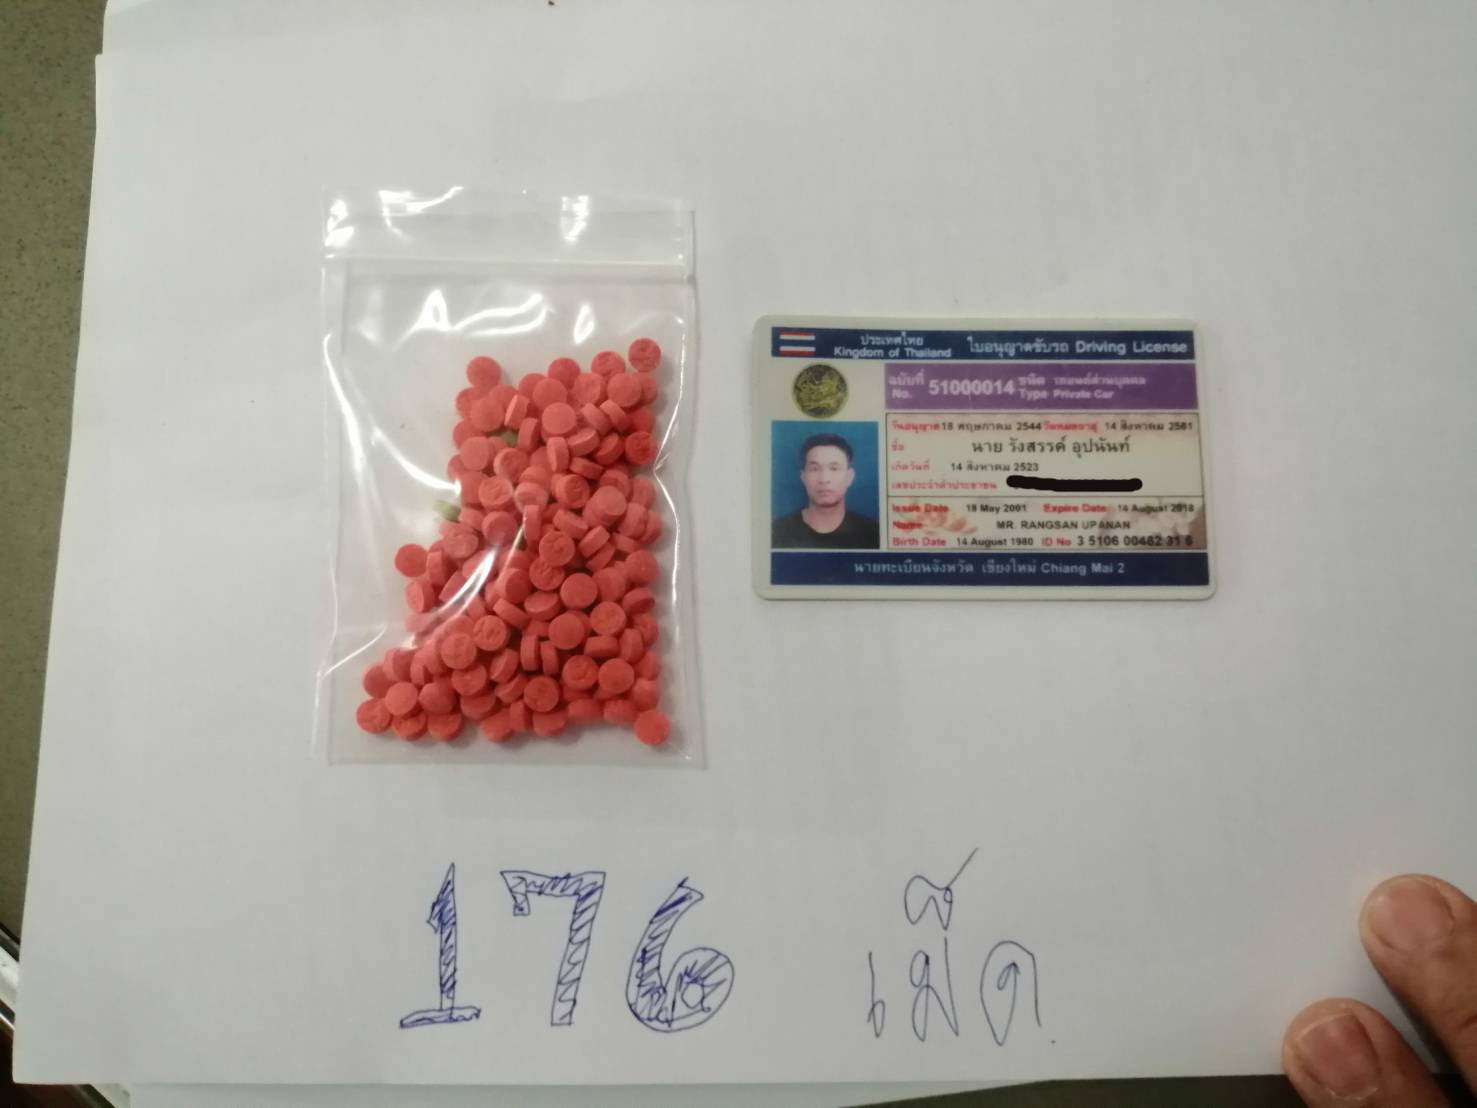 ประเทศไทย
Kingdom of Thailand
ใบอนุญาตขับรถ Driving License
ฉบับที่ 51000014 ชนิด รถยนต์ส่วนบุคคล
No. Type Private Car
วันอนุญาต 18 พฤษภาคม 2544 วันหมดอายุ 14 สิงหาคม 2561
ชื่อ นาย รังสรรค์ อุปนันท์
เกิดวันที่ 14 สิงหาคม 2523
เลขประจำตัวประชาชน
Issue Date 18 May 2001 Expire Date 14 August 2018
Name MR. RANGSAN UPANAN
Birth Date 14 August 1980 ID No 3 5106 00462 31 6
นายทะเบียนจังหวัด เชียงใหม่ Chiang Mai 2
176 เม็ด